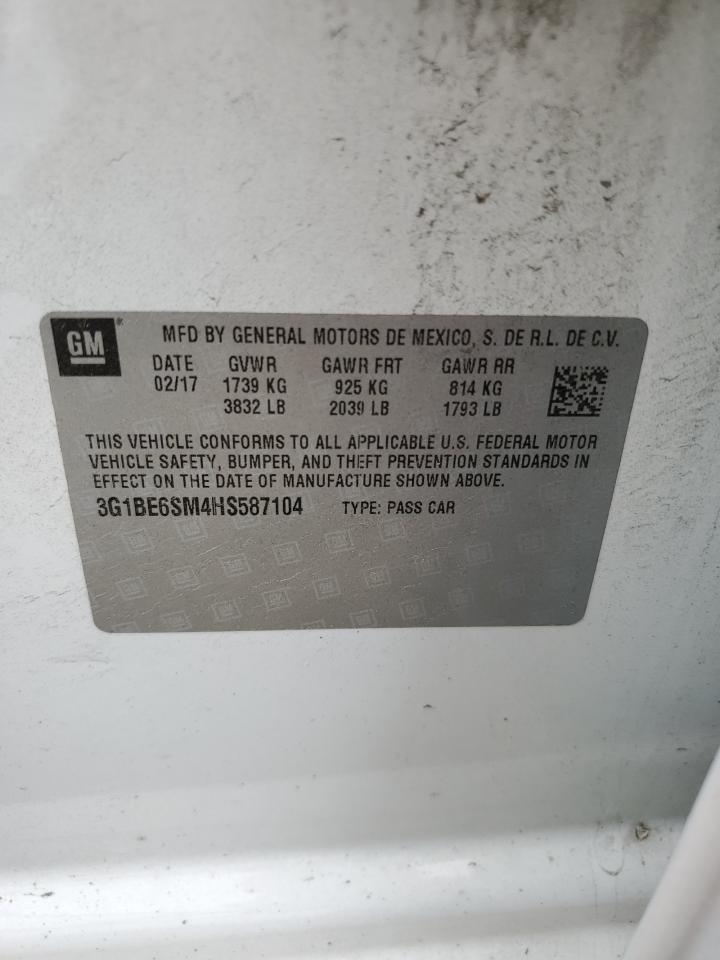 GM
MFD BY GENERAL MOTORS DE MEXICO, S. DE R.L. DE C.V.
DATE GVWR GAWR FRT GAWR RR
02/17 1739 KG 925 KG 814 KG
3832 LB 2039 LB 1793 LB
THIS VEHICLE CONFORMS TO ALL APPLICABLE U.S. FEDERAL MOTOR
VEHICLE SAFETY, BUMPER, AND THEFT PREVENTION STANDARDS IN
EFFECT ON THE DATE OF MANUFACTURE SHOWN ABOVE.
3G1BE6SM4HS587104 TYPE: PASS CAR